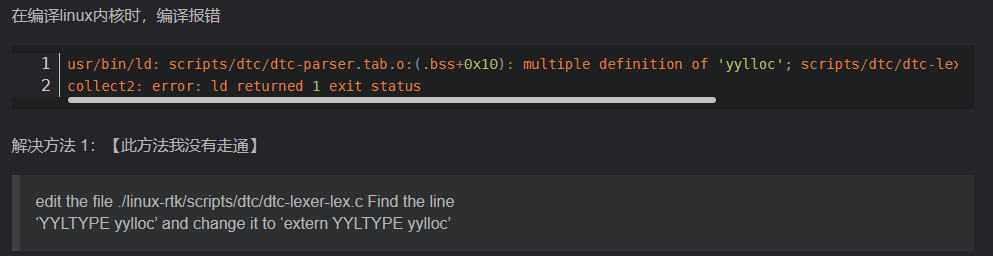 在编译linux内核时，编译报错
1 usr/bin/ld: scripts/dtc/dtc-parser.tab.o:(.bss+0x10): multiple definition of 'yylloc'; scripts/dtc/dtc-lex
2 collect2: error: ld returned 1 exit status
解决方法 1：【此方法我没有走通】
edit the file ./linux-rtk/scripts/dtc/dtc-lexer-lex.c Find the line
‘YYLTYPE yylloc’ and change it to ‘extern YYLTYPE yylloc’